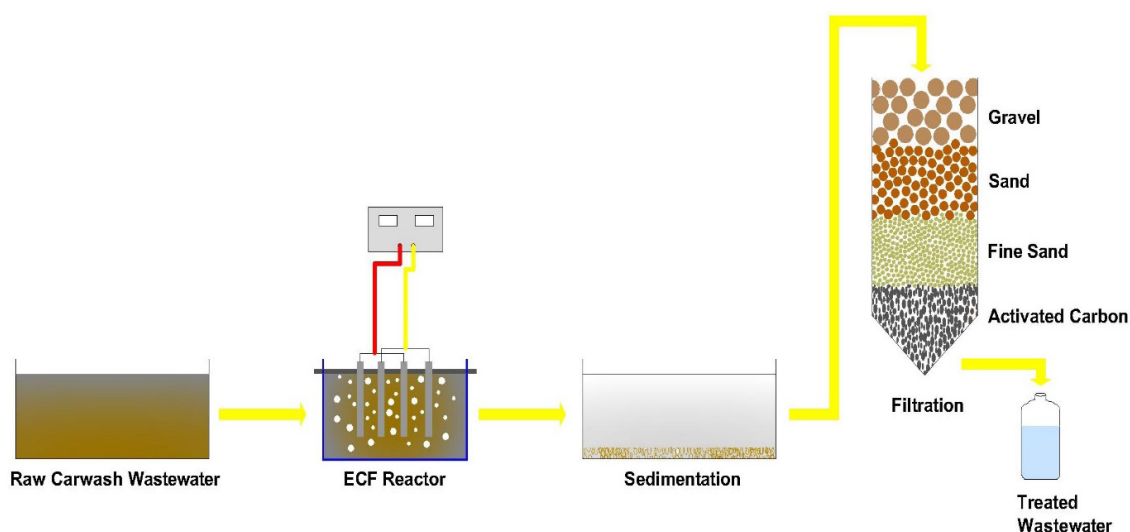 Gravel
Sand
Fine Sand
Activated Carbon
Filtration
Raw Carwash Wastewater
ECF Reactor
Sedimentation
Treated
Wastewater